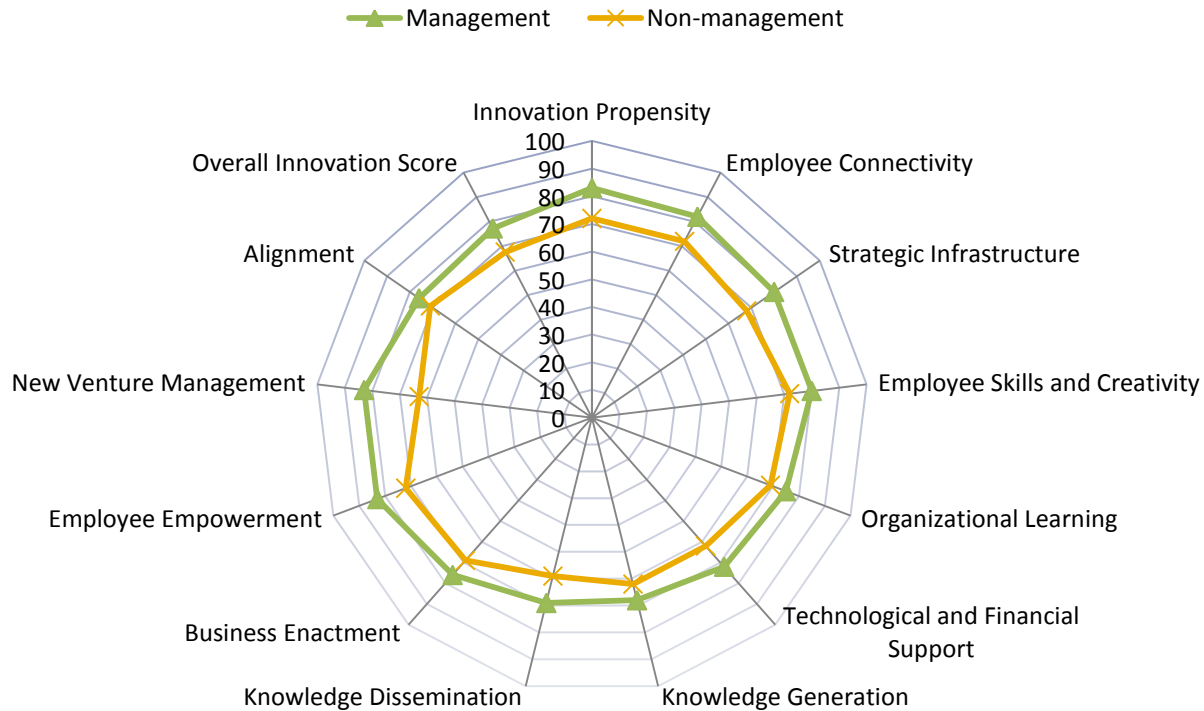 Management
Non-management
Innovation Propensity
Overall Innovation Score
Employee Connectivity
Alignment
Strategic Infrastructure
New Venture Management
Employee Skills and Creativity
Employee Empowerment
Organizational Learning
Business Enactment
Technological and Financial
Support
Knowledge Dissemination
Knowledge Generation
100
90
80
70
60
50
40
30
20
10
0